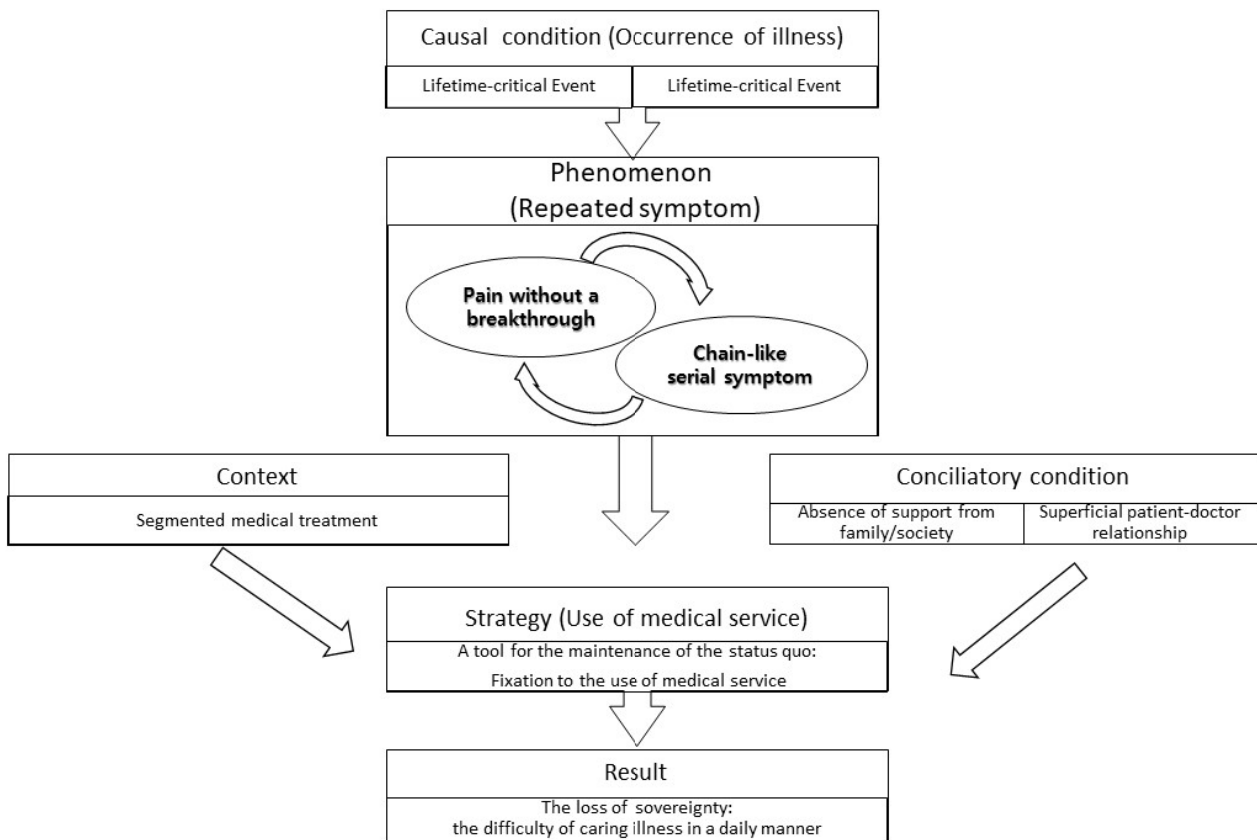 Causal condition (Occurrence of illness)
Lifetime-critical Event
Lifetime-critical Event
Phenomenon
(Repeated symptom)
Pain without a
breakthrough
Chain-like
serial symptom
Context
Segmented medical treatment
Conciliatory condition
Absence of support from
family/society
Superficial patient-doctor
relationship
Strategy (Use of medical service)
A tool for the maintenance of the status quo:
Fixation to the use of medical service
Result
The loss of sovereignty:
the difficulty of caring illness in a daily manner